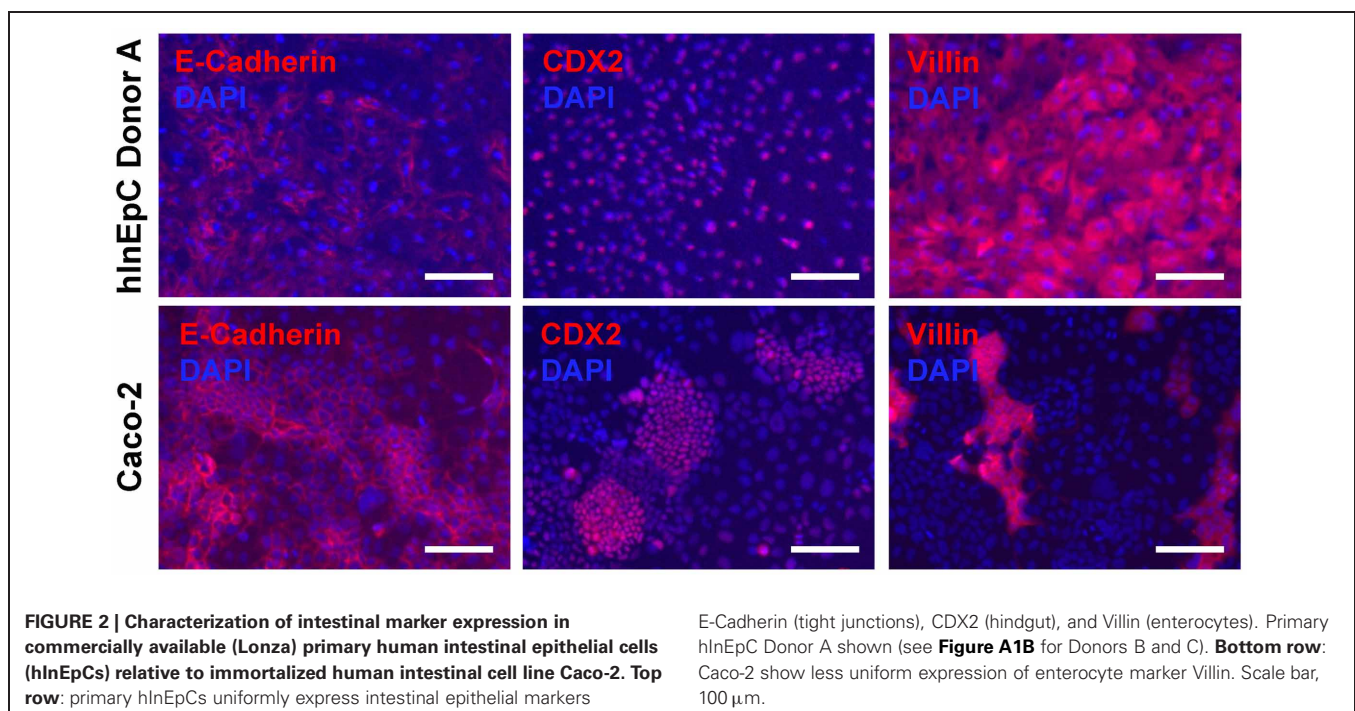 hInEpC Donor A
E-Cadherin
DAPI
CDX2
DAPI
Villin
DAPI
Caco-2
E-Cadherin
DAPI
CDX2
DAPI
Villin
DAPI
FIGURE 2 | Characterization of intestinal marker expression in
commercially available (Lonza) primary human intestinal epithelial cells
(hInEpCs) relative to immortalized human intestinal cell line Caco-2. Top
row: primary hInEpCs uniformly express intestinal epithelial markers
E-Cadherin (tight junctions), CDX2 (hindgut), and Villin (enterocytes). Primary
hInEpC Donor A shown (see Figure A1B for Donors B and C). Bottom row:
Caco-2 show less uniform expression of enterocyte marker Villin. Scale bar,
100 μm.